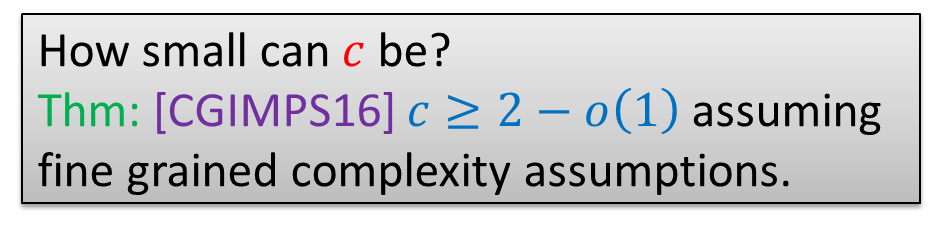 How small can c be?
Thm: [CGIMPS16] c ≥ 2 − o(1) assuming
fine grained complexity assumptions.